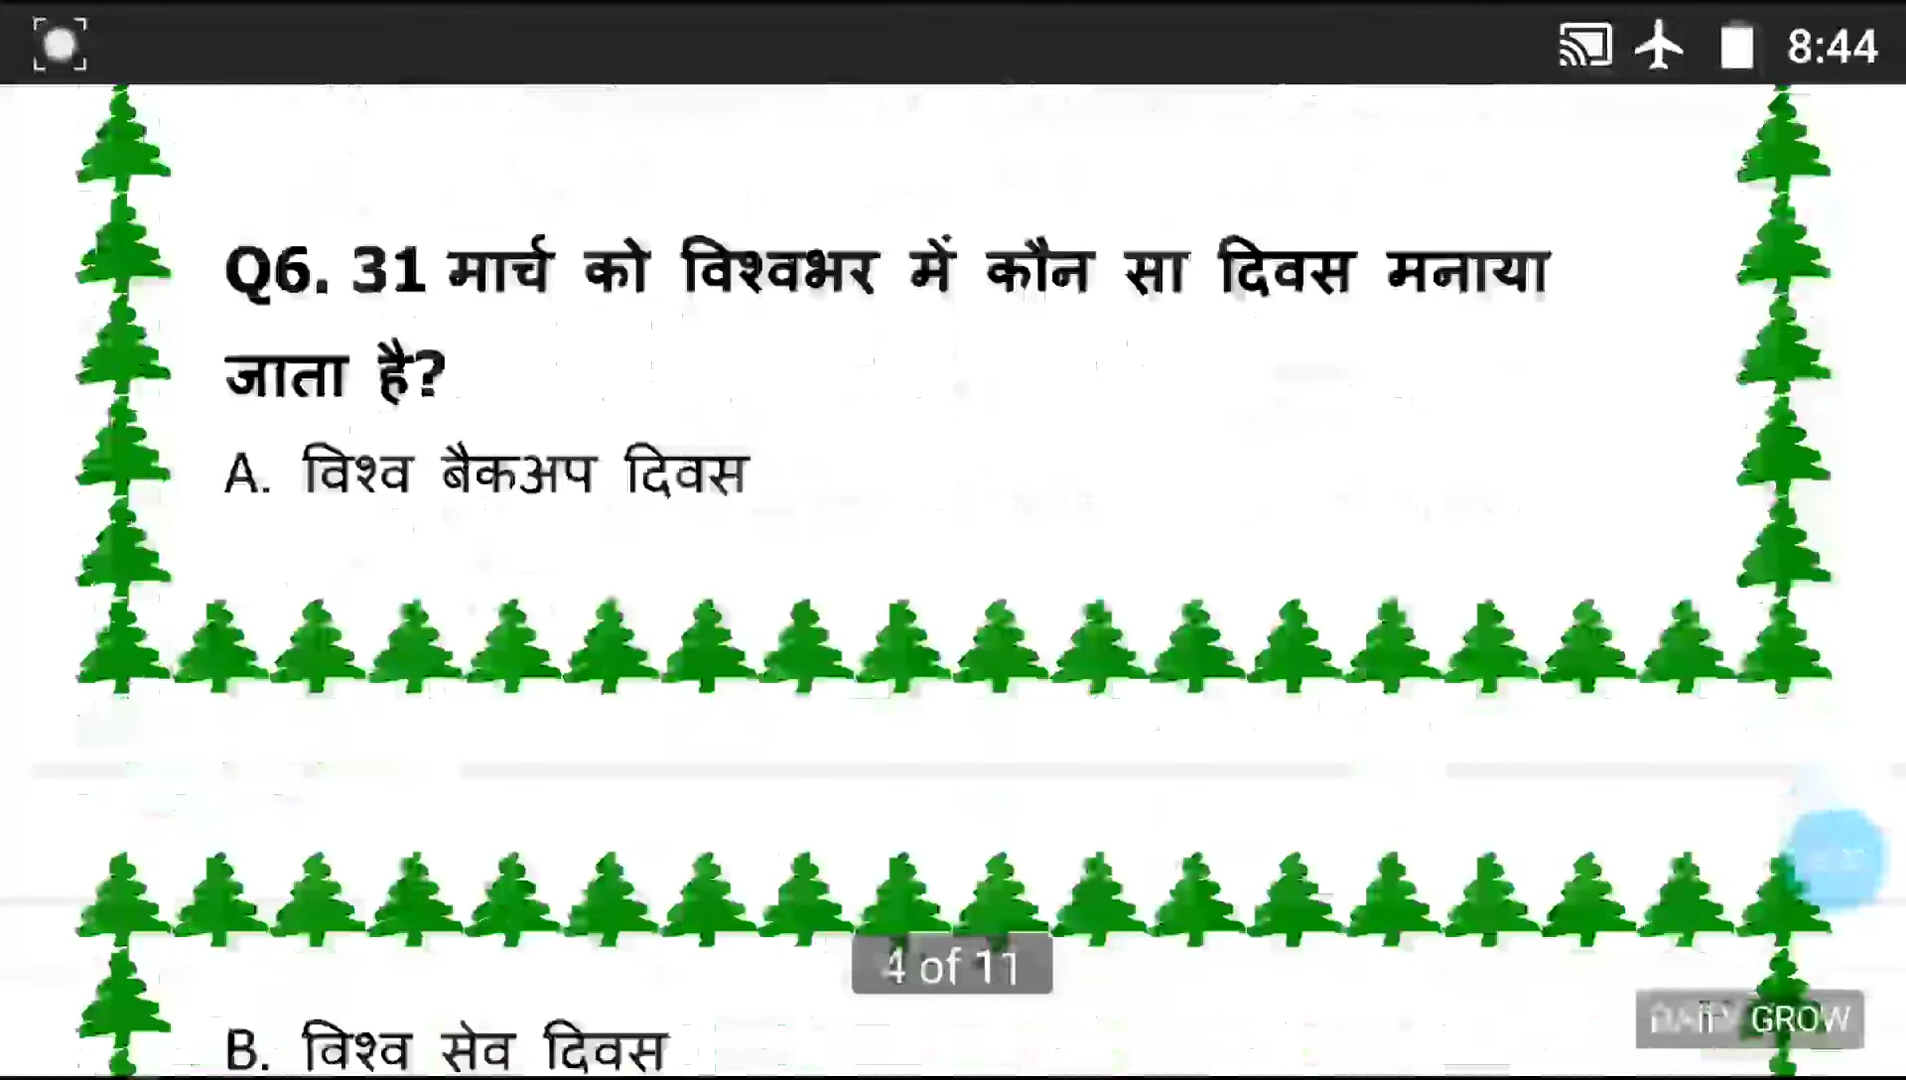 8:44
Q6. 31 मार्च को विश्वभर में कौन सा दिवस मनाया
जाता है?
A. विश्व बैकअप दिवस
4 of 11
GROW
B. विश्व सेव दिवस